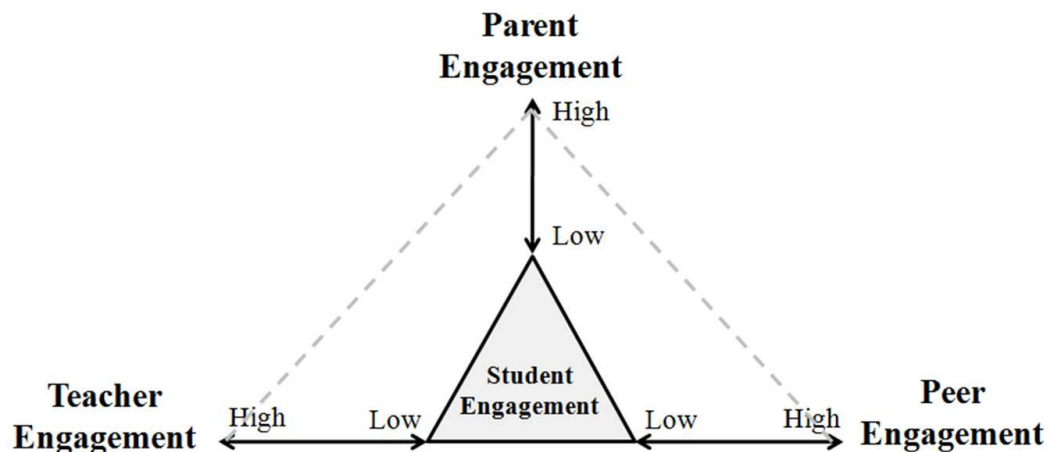 Parent
Engagement
High
Low
Student
Engagement
Teacher
Engagement
High
Low
Low
High
Peer
Engagement